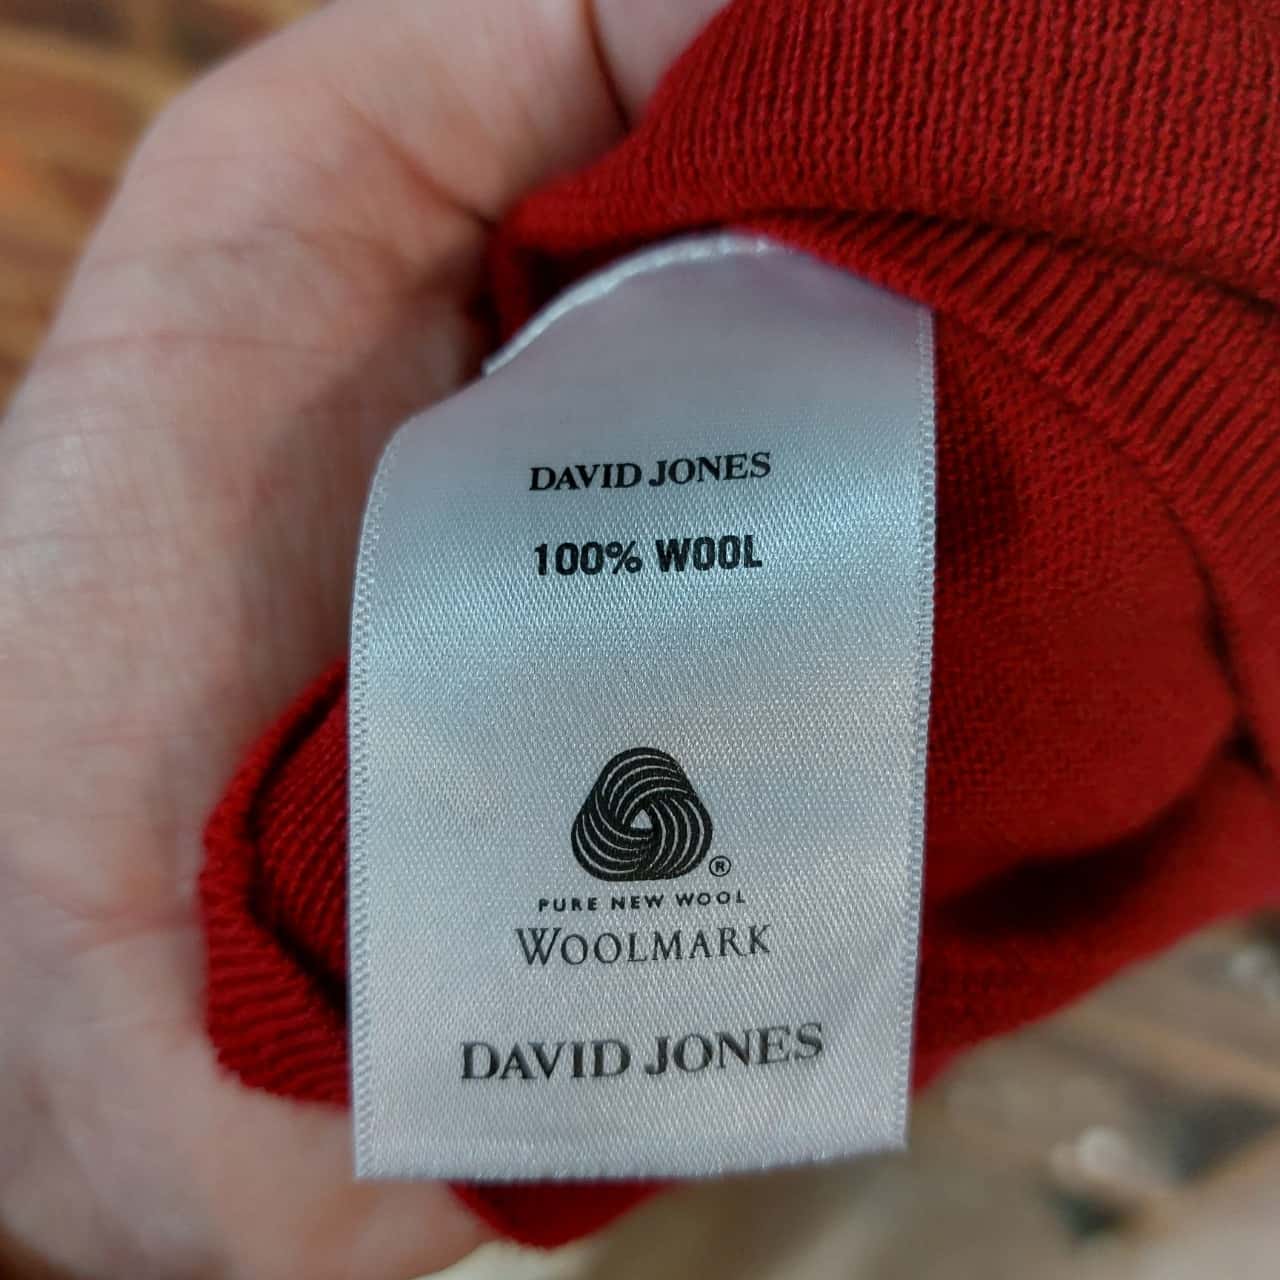 DAVID JONES
100% WOOL
®
PURE NEW WOOL
WOOLMARK
DAVID JONES